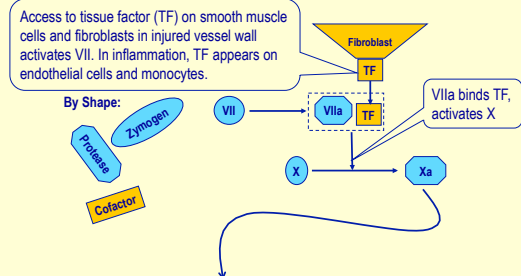 Access to tissue factor (TF) on smooth muscle
cells and fibroblasts in injured vessel wall
activates VII. In inflammation, TF appears on
endothelial cells and monocytes.
Fibroblast
TF
By Shape:
Zymogen
Protease
Cofactor
VII
VIIa
TF
VIIa binds TF,
activates X
X
Xa